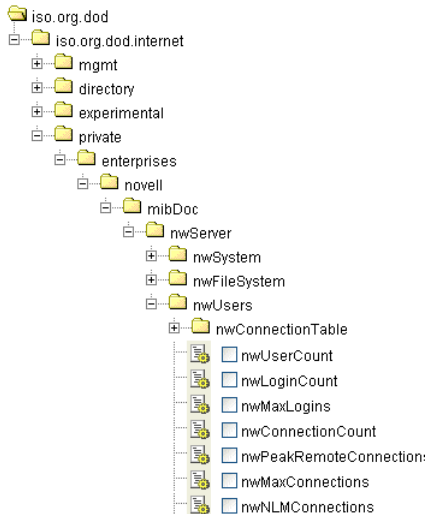 iso.org.dod
iso.org.dod.internet
mgmt
directory
experimental
private
enterprises
novell
mibDoc
nwServer
nwSystem
nwFileSystem
nwUsers
nwConnectionTable
nwUserCount
nwLoginCount
nwMaxLogins
nwConnectionCount
nwPeakRemoteConnections
nwMaxConnections
nwNLMConnections